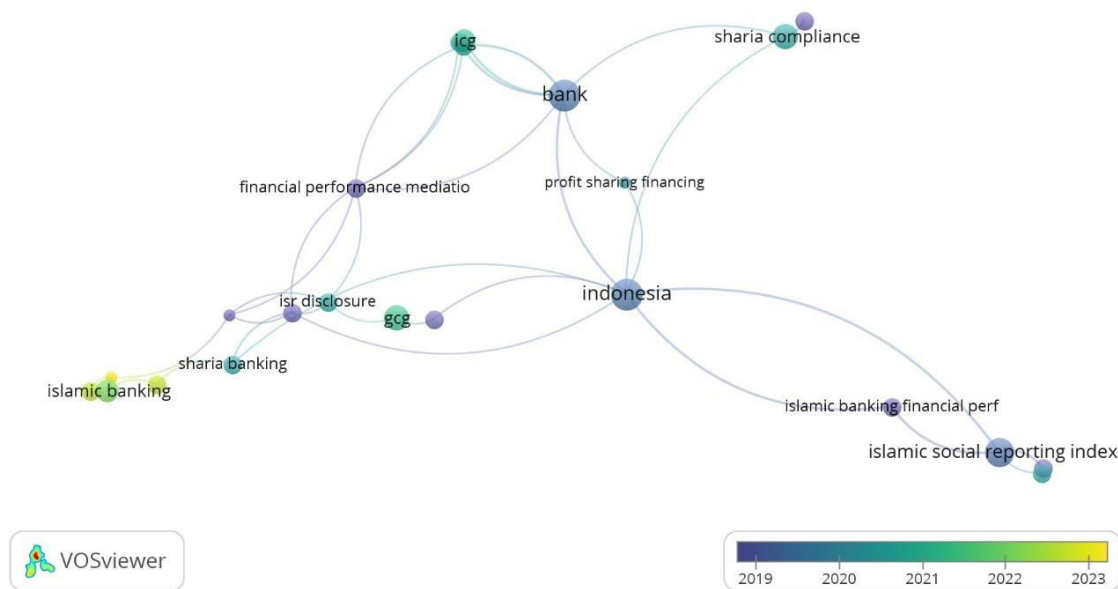 icg
sharia compliance
bank
financial performance mediatio
profit sharing financing
isr disclosure
indonesia
gcg
sharia banking
islamic banking
islamic banking financial perf
islamic social reporting index
VOSviewer
2019 2020 2021 2022 2023